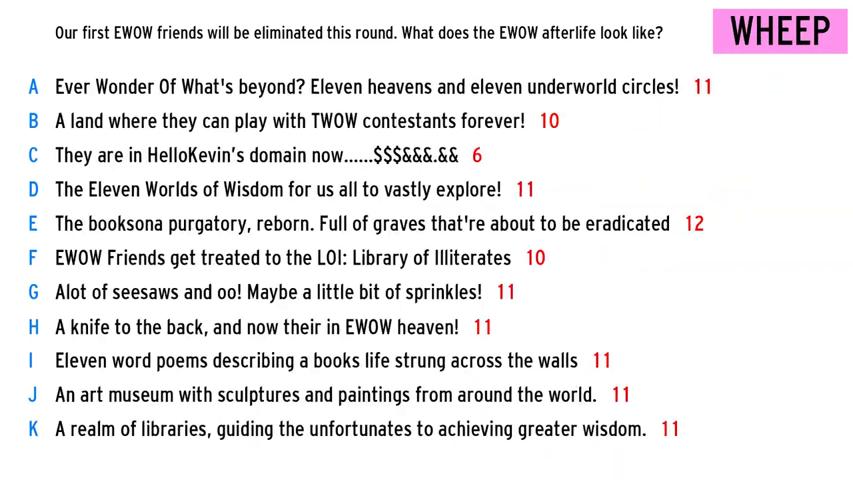 Our first EWOW friends will be eliminated this round. What does the EWOW afterlife look like?
WHEEP
A Ever Wonder Of What's beyond? Eleven heavens and eleven underworld circles! 11
B A land where they can play with TWOW contestants forever! 10
C They are in HelloKevin's domain now......$$$&&&.&& 6
D The Eleven Worlds of Wisdom for us all to vastly explore! 11
E The booksona purgatory, reborn. Full of graves that're about to be eradicated 12
F EWOW Friends get treated to the LOI: Library of Illiterates 10
G Alot of seesaws and oo! Maybe a little bit of sprinkles! 11
H A knife to the back, and now their in EWOW heaven! 11
I Eleven word poems describing a books life strung across the walls 11
J An art museum with sculptures and paintings from around the world. 11
K A realm of libraries, guiding the unfortunates to achieving greater wisdom. 11